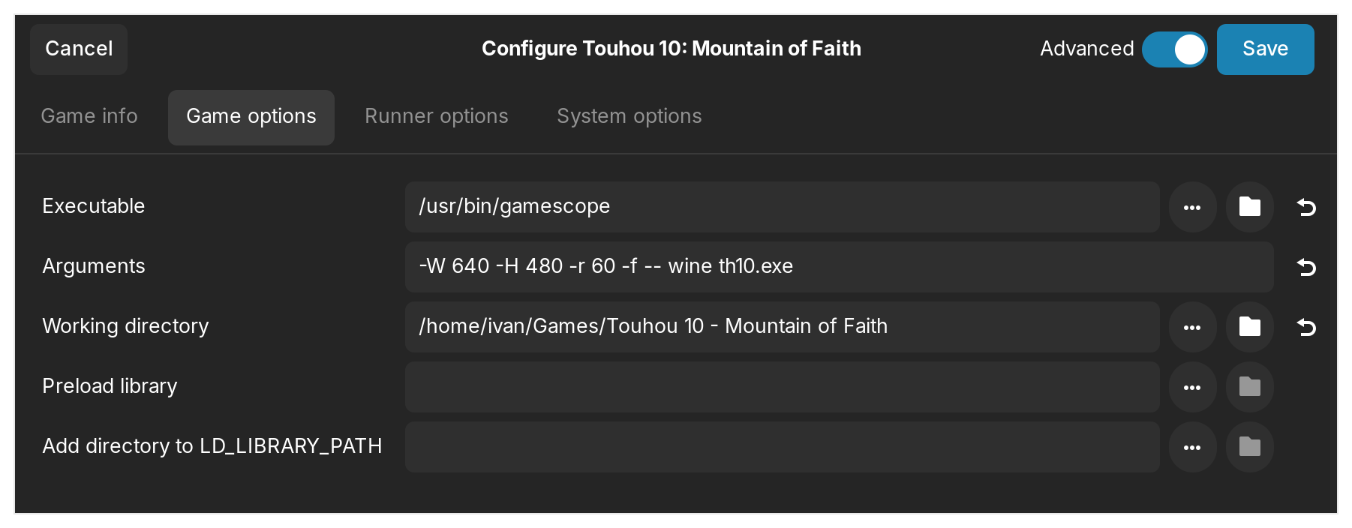 Cancel Configure Touhou 10: Mountain of Faith Advanced Save
Game info Game options Runner options System options
Executable /usr/bin/gamescope
Arguments -W 640 -H 480 -r 60 -f -- wine th10.exe
Working directory /home/ivan/Games/Touhou 10 - Mountain of Faith
Preload library
Add directory to LD_LIBRARY_PATH